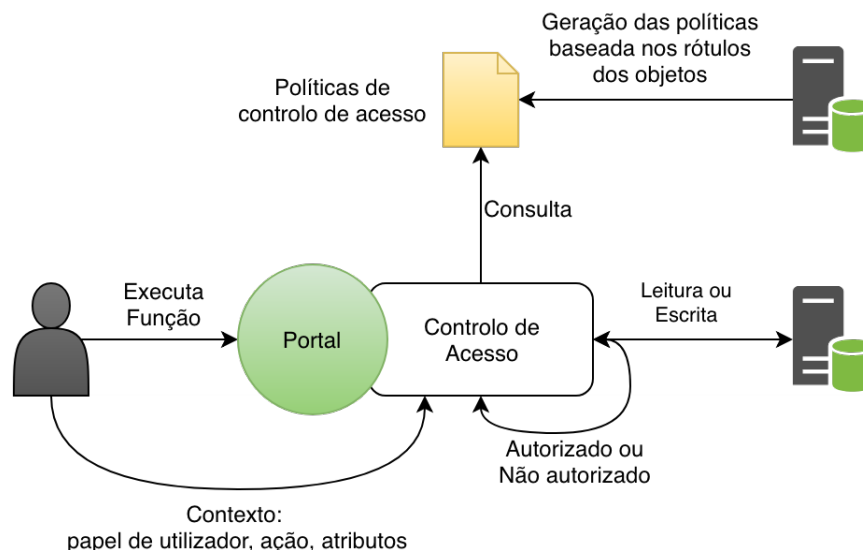 Geração das políticas
baseada nos rótulos
dos objetos
Políticas de
controlo de acesso
Consulta
Executa
Função
Portal
Controlo de
Acesso
Leitura ou
Escrita
Autorizado ou
Não autorizado
Contexto:
papel de utilizador, ação, atributos